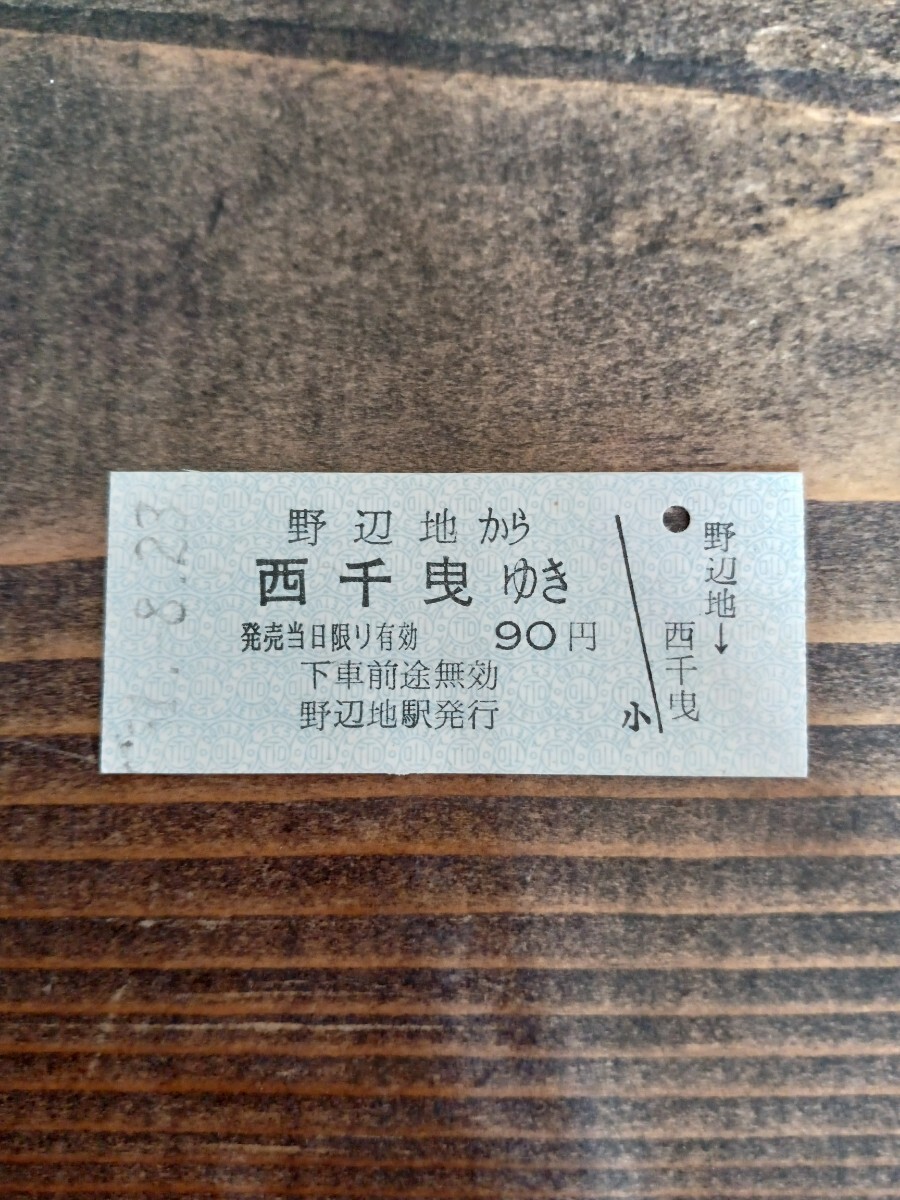 野辺地から
西千曳ゆき
発売当日限り有効 90円
下車前途無効
野辺地駅発行
小
野辺地→
西千曳
8.23